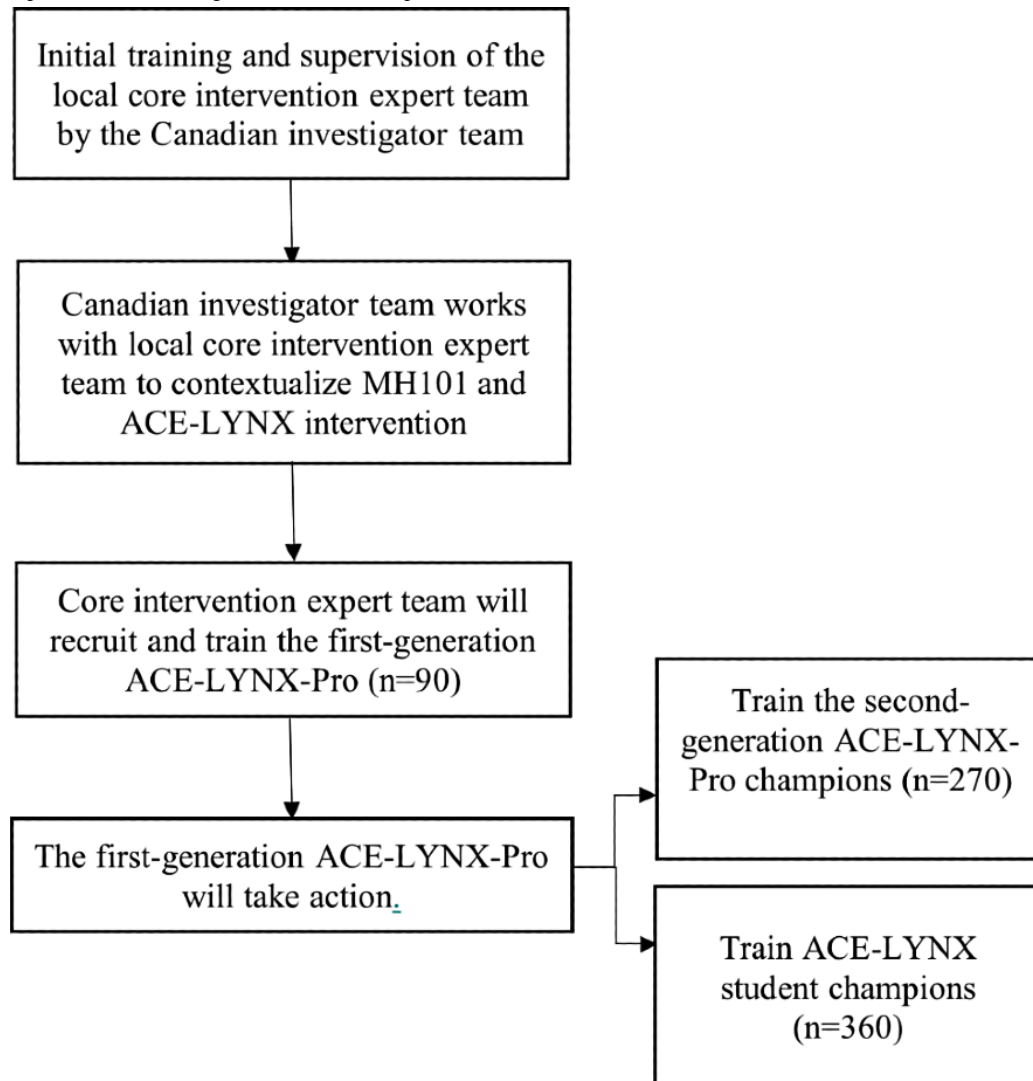 Initial training and supervision of the
local core intervention expert team
by the Canadian investigator team
Canadian investigator team works
with local core intervention expert
team to contextualize MH101 and
ACE-LYNX intervention
Core intervention expert team will
recruit and train the first-generation
ACE-LYNX-Pro (n=90)
The first-generation ACE-LYNX-Pro
will take action.
Train the second-
generation ACE-LYNX-
Pro champions (n=270)
Train ACE-LYNX
student champions
(n=360)